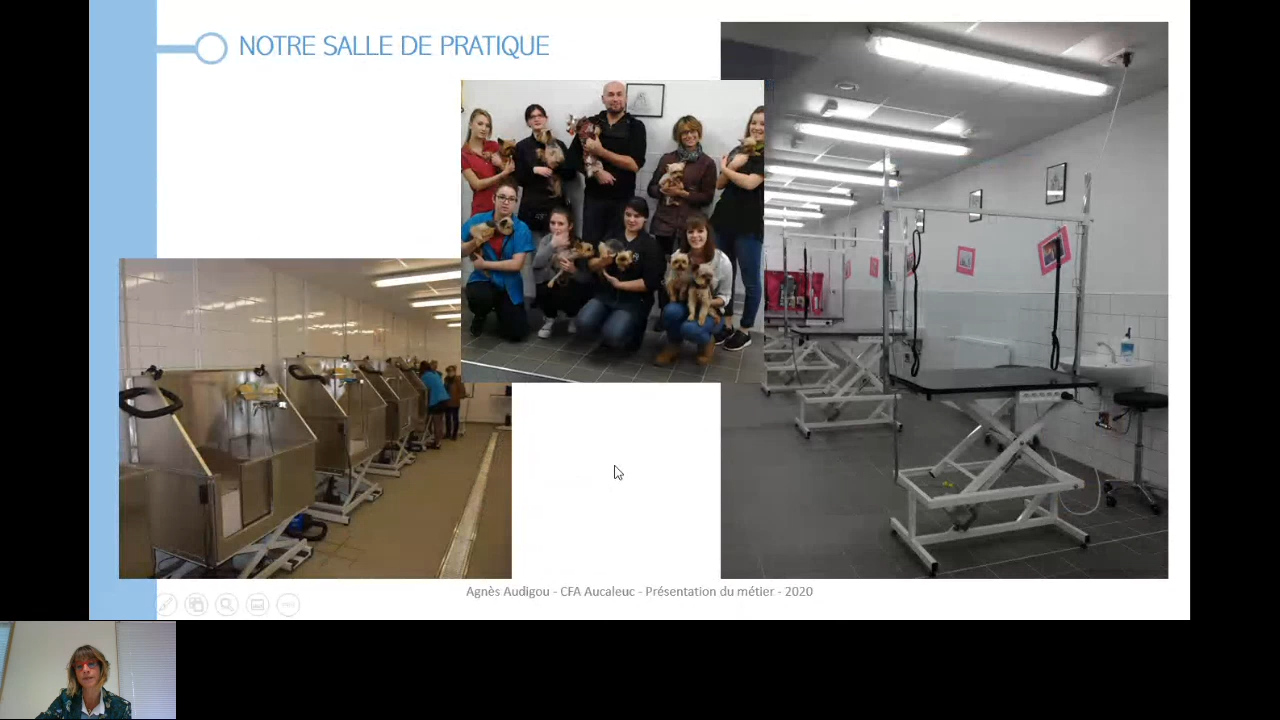 NOTRE SALLE DE PRATIQUE
Agnès Audigou - CFA Aucaleuc - Présentation du métier - 2020